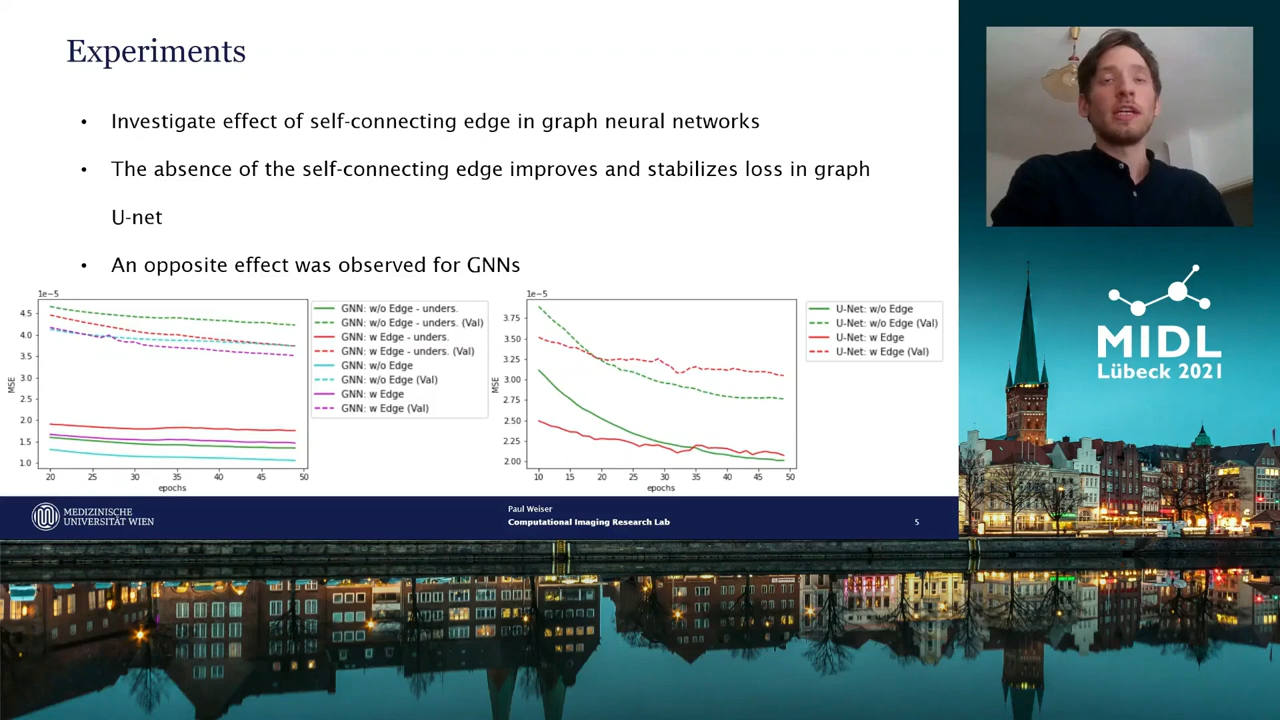 Experiments
• Investigate effect of self-connecting edge in graph neural networks
• The absence of the self-connecting edge improves and stabilizes loss in graph
U-net
• An opposite effect was observed for GNNs
1e−5
4.5
4.0
3.5
3.0
2.5
2.0
1.5
1.0
MSE
20 25 30 35 40 45 50
epochs
GNN: w/o Edge - unders.
GNN: w/o Edge - unders. (Val)
GNN: w Edge - unders.
GNN: w Edge - unders. (Val)
GNN: w/o Edge
GNN: w/o Edge (Val)
GNN: w Edge
GNN: w Edge (Val)
1e−5
3.75
3.50
3.25
3.00
2.75
2.50
2.25
2.00
MSE
10 15 20 25 30 35 40 45 50
epochs
U-Net: w/o Edge
U-Net: w/o Edge (Val)
U-Net: w Edge
U-Net: w Edge (Val)
MEDIZINISCHE
UNIVERSITÄT WIEN
Paul Weiser
Computational Imaging Research Lab
5
MIDL
Lübeck 2021